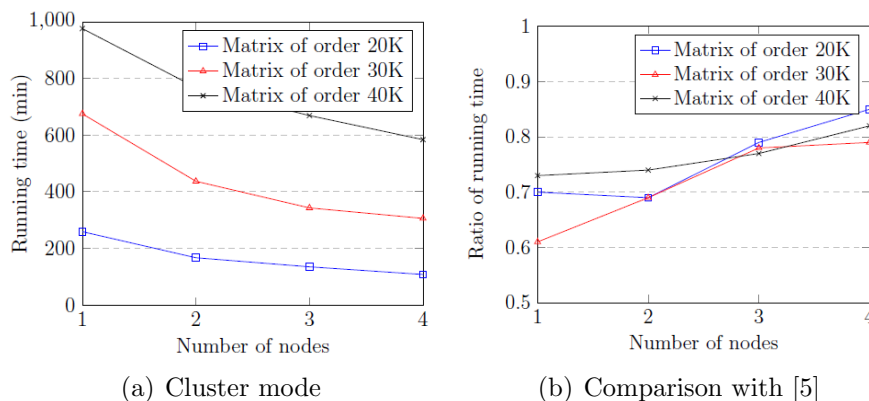 1,000
800
600
400
200
0
1
2
3
4
Running time (min)
Number of nodes
Matrix of order 20K
Matrix of order 30K
Matrix of order 40K
(a) Cluster mode
1
0.9
0.8
0.7
0.6
0.5
1
2
3
4
Ratio of running time
Number of nodes
Matrix of order 20K
Matrix of order 30K
Matrix of order 40K
(b) Comparison with [5]